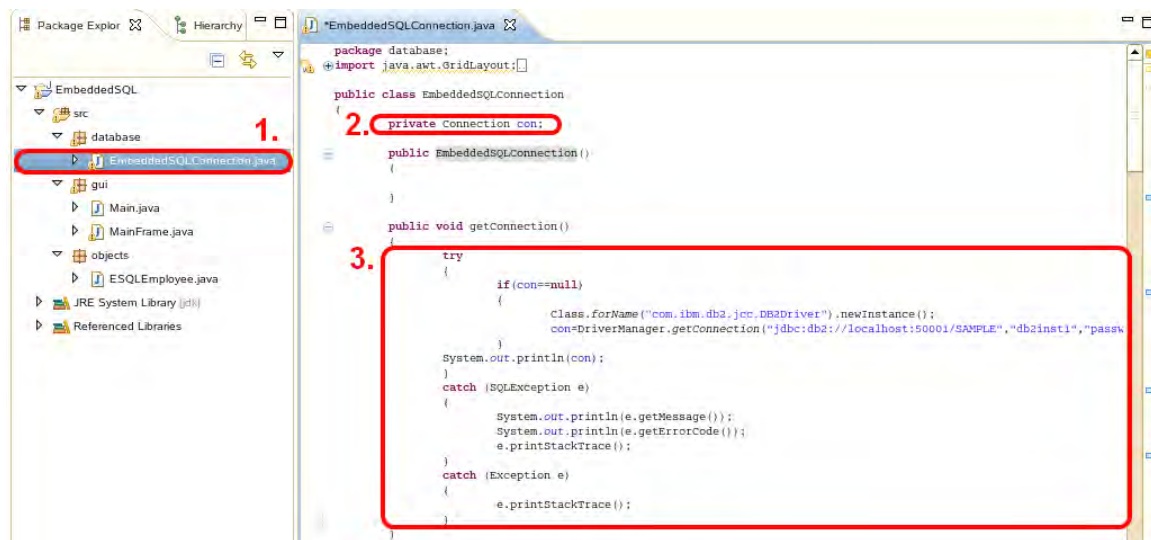 Package Explor
Hierarchy
EmbeddedSQL
src
1.
database
EmbeddedSQLConnection.java
gui
Main.java
MainFrame.java
objects
ESQLEmployee.java
JRE System Library (jdk)
Referenced Libraries
*EmbeddedSQLConnection.java
package database;
import java.awt.GridLayout;
public class EmbeddedSQLConnection
{
2.
private Connection con;
public EmbeddedSQLConnection()
{
}
public void getConnection()
{
3.
try
{
if(con==null)
{
Class.forName("com.ibm.db2.jcc.DB2Driver").newInstance();
con=DriverManager.getConnection("jdbc:db2://localhost:50001/SAMPLE","db2inst1","passw
}
System.out.println(con);
}
catch (SQLException e)
{
System.out.println(e.getMessage());
System.out.println(e.getErrorCode());
e.printStackTrace();
}
catch (Exception e)
{
e.printStackTrace();
}
}